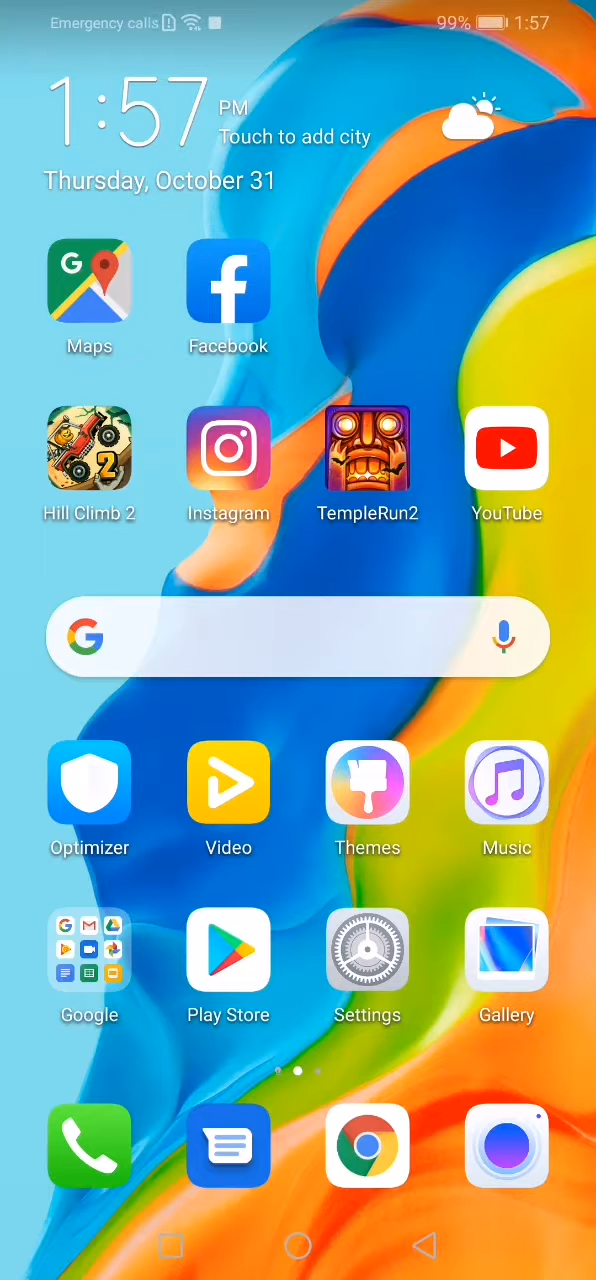 Emergency calls
99% 1:57
1:57 PM
Touch to add city
Thursday, October 31
G
Maps
Facebook
2
Hill Climb 2
Instagram
TempleRun2
YouTube
G
Optimizer
Video
Themes
Music
Google
Play Store
Settings
Gallery